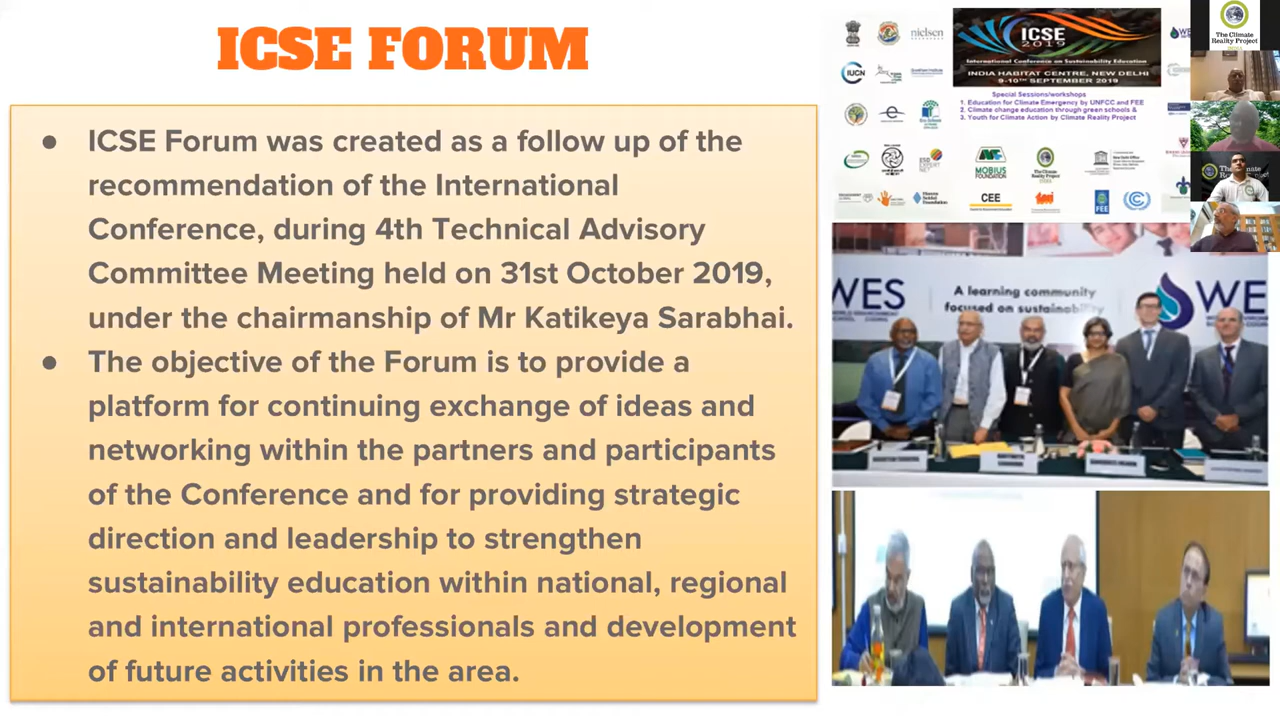 ICSE FORUM
● ICSE Forum was created as a follow up of the
recommendation of the International
Conference, during 4th Technical Advisory
Committee Meeting held on 31st October 2019,
under the chairmanship of Mr Katikeya Sarabhai.
● The objective of the Forum is to provide a
platform for continuing exchange of ideas and
networking within the partners and participants
of the Conference and for providing strategic
direction and leadership to strengthen
sustainability education within national, regional
and international professionals and development
of future activities in the area.
nielsen
ICSE
2019
International Conference on Sustainability Education
INDIA HABITAT CENTRE, NEW DELHI
9-10TH SEPTEMBER 2019
Special Sessions/workshops
1. Education for Climate Emergency by UNFCC and FEE
2. Climate change education through green schools &
3. Youth for Climate Action by Climate Reality Project
IUCN
MOBIUS
FOUNDATION
CEE
FEE
The Climate
Reality Project
INDIA
WES
A learning community
focused on sustainability
WE